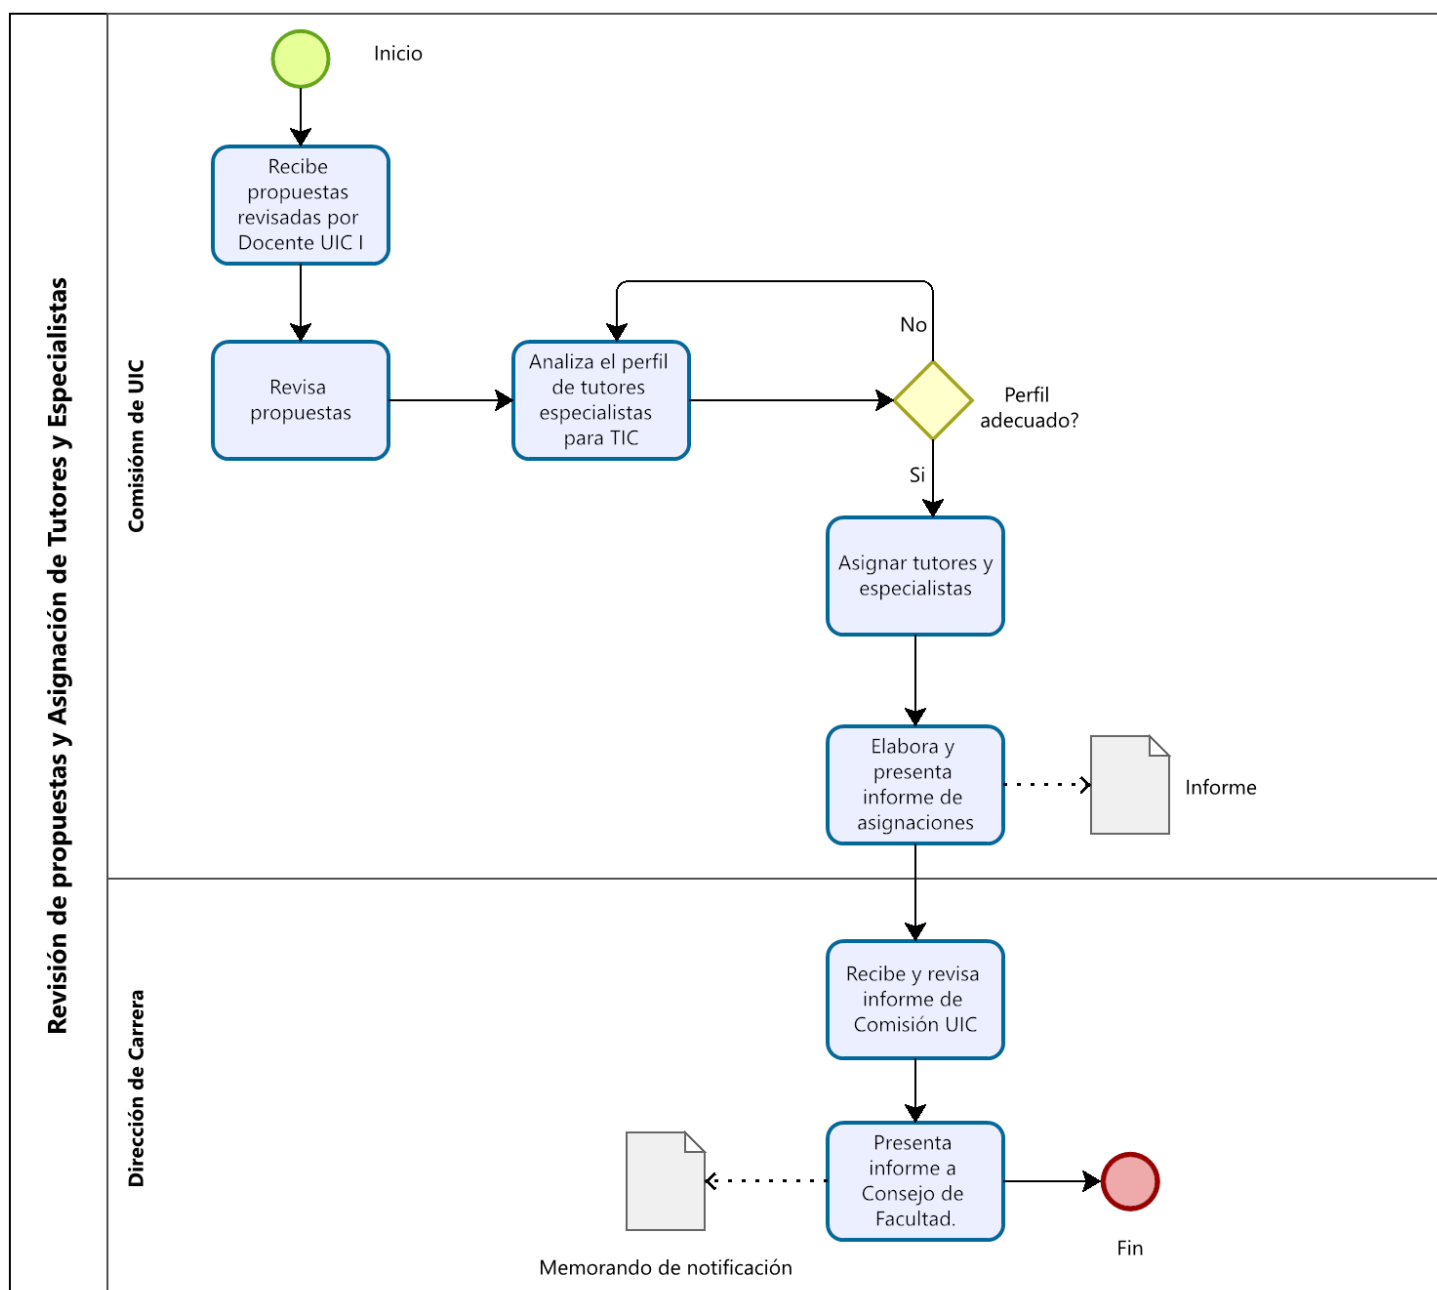 Revisión de propuestas y Asignación de Tutores y Especialistas
Comisiónn de UIC
Inicio
Recibe
propuestas
revisadas por
Docente UIC I
Revisa
propuestas
Analiza el perfil
de tutores
especialistas
para TIC
No
Perfil
adecuado?
Si
Asignar tutores y
especialistas
Elabora y
presenta
informe de
asignaciones
Informe
Dirección de Carrera
Recibe y revisa
informe de
Comisión UIC
Presenta
informe a
Consejo de
Facultad.
Memorando de notificación
Fin